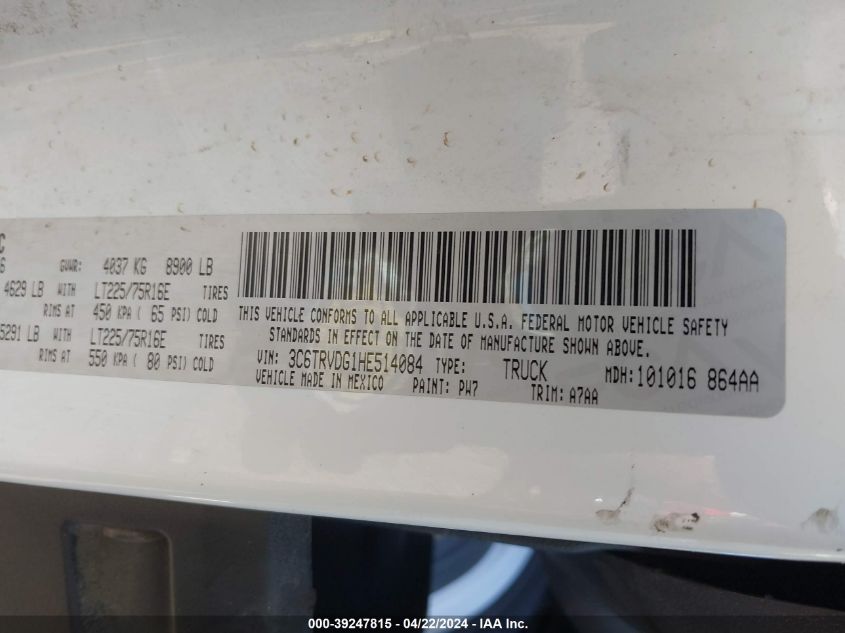 C
6 GVWR: 4037 KG 8900 LB
4629 LB WITH LT225/75R16E TIRES
RIMS AT 450 KPA ( 65 PSI) COLD
5291 LB WITH LT225/75R16E TIRES
RIMS AT 550 KPA ( 80 PSI) COLD
THIS VEHICLE CONFORMS TO ALL APPLICABLE U.S.A. FEDERAL MOTOR VEHICLE SAFETY
STANDARDS IN EFFECT ON THE DATE OF MANUFACTURE SHOWN ABOVE.
VIN: 3C6TRVDG1HE514084 TYPE: TRUCK MDH: 101016 864AA
VEHICLE MADE IN MEXICO PAINT: PW7 TRIM: A7AA
000-39247815 - 04/22/2024 - IAA Inc.